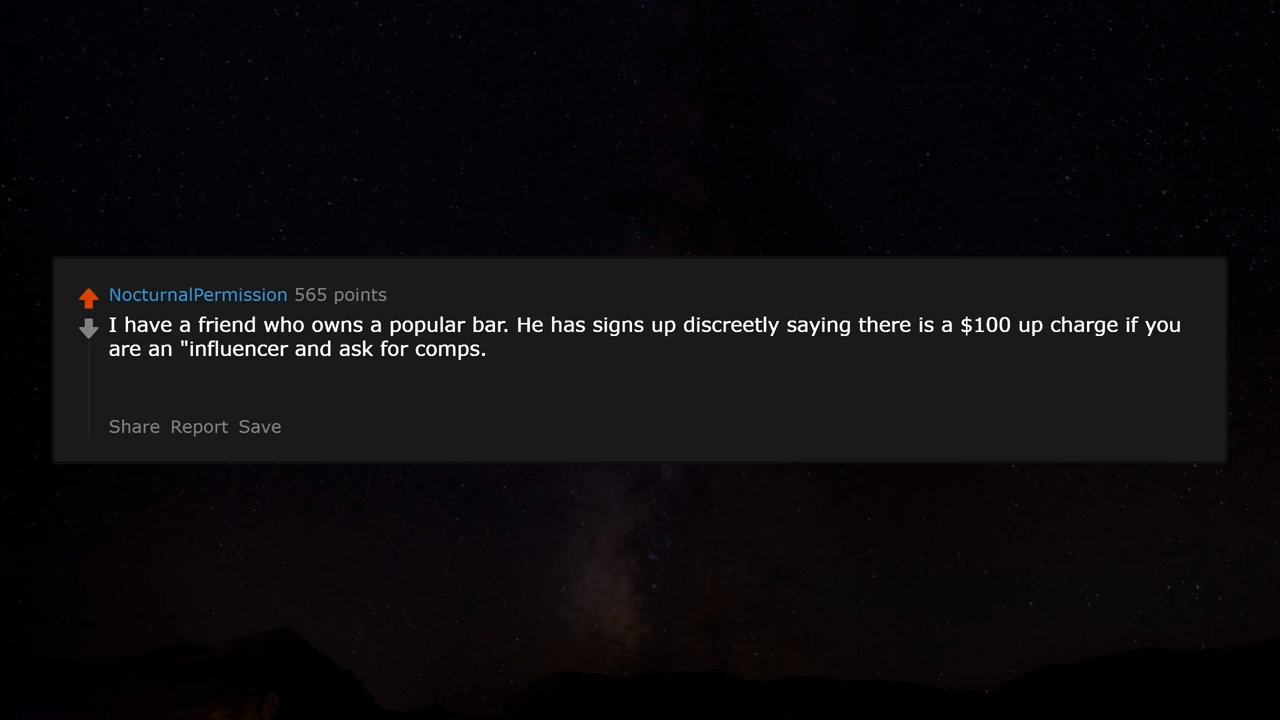 NocturnalPermission 565 points
I have a friend who owns a popular bar. He has signs up discreetly saying there is a $100 up charge if you
are an "influencer and ask for comps.
Share Report Save